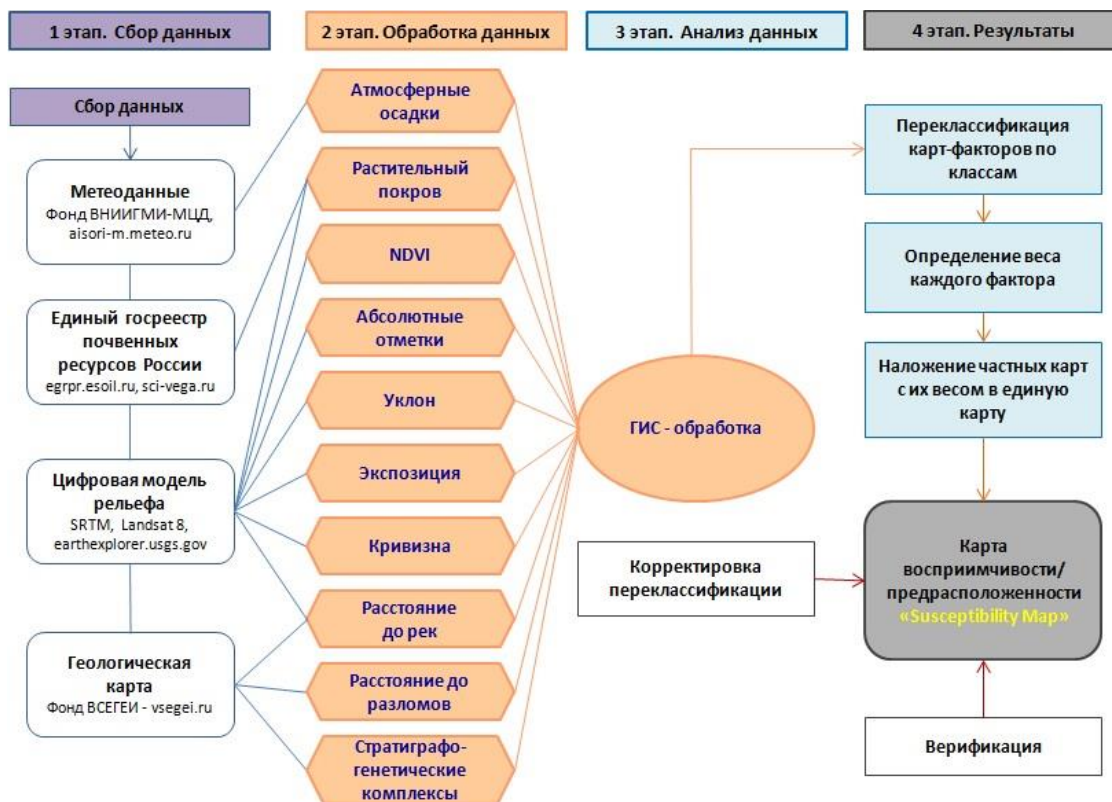 1 этап. Сбор данных
2 этап. Обработка данных
3 этап. Анализ данных
4 этап. Результаты
Сбор данных
Метеоданные
Фонд ВНИИГМИ-МЦД,
aisori-m.meteo.ru
Единый госреестр
почвенных
ресурсов России
egrpr.esoil.ru, sci-vega.ru
Цифровая модель
рельефа
SRTM, Landsat 8,
earthexplorer.usgs.gov
Геологическая
карта
Фонд ВСЕГЕИ - vsegei.ru
Атмосферные
осадки
Растительный
покров
NDVI
Абсолютные
отметки
Уклон
Экспозиция
Кривизна
Расстояние
до рек
Расстояние до
разломов
Стратиграфо-
генетические
комплексы
ГИС - обработка
Корректировка
переклассификации
Переклассификация
карт-факторов по
классам
Определение веса
каждого фактора
Наложение частных карт
с их весом в единую
карту
Карта
восприимчивости/
предрасположенности
«Susceptibility Map»
Верификация